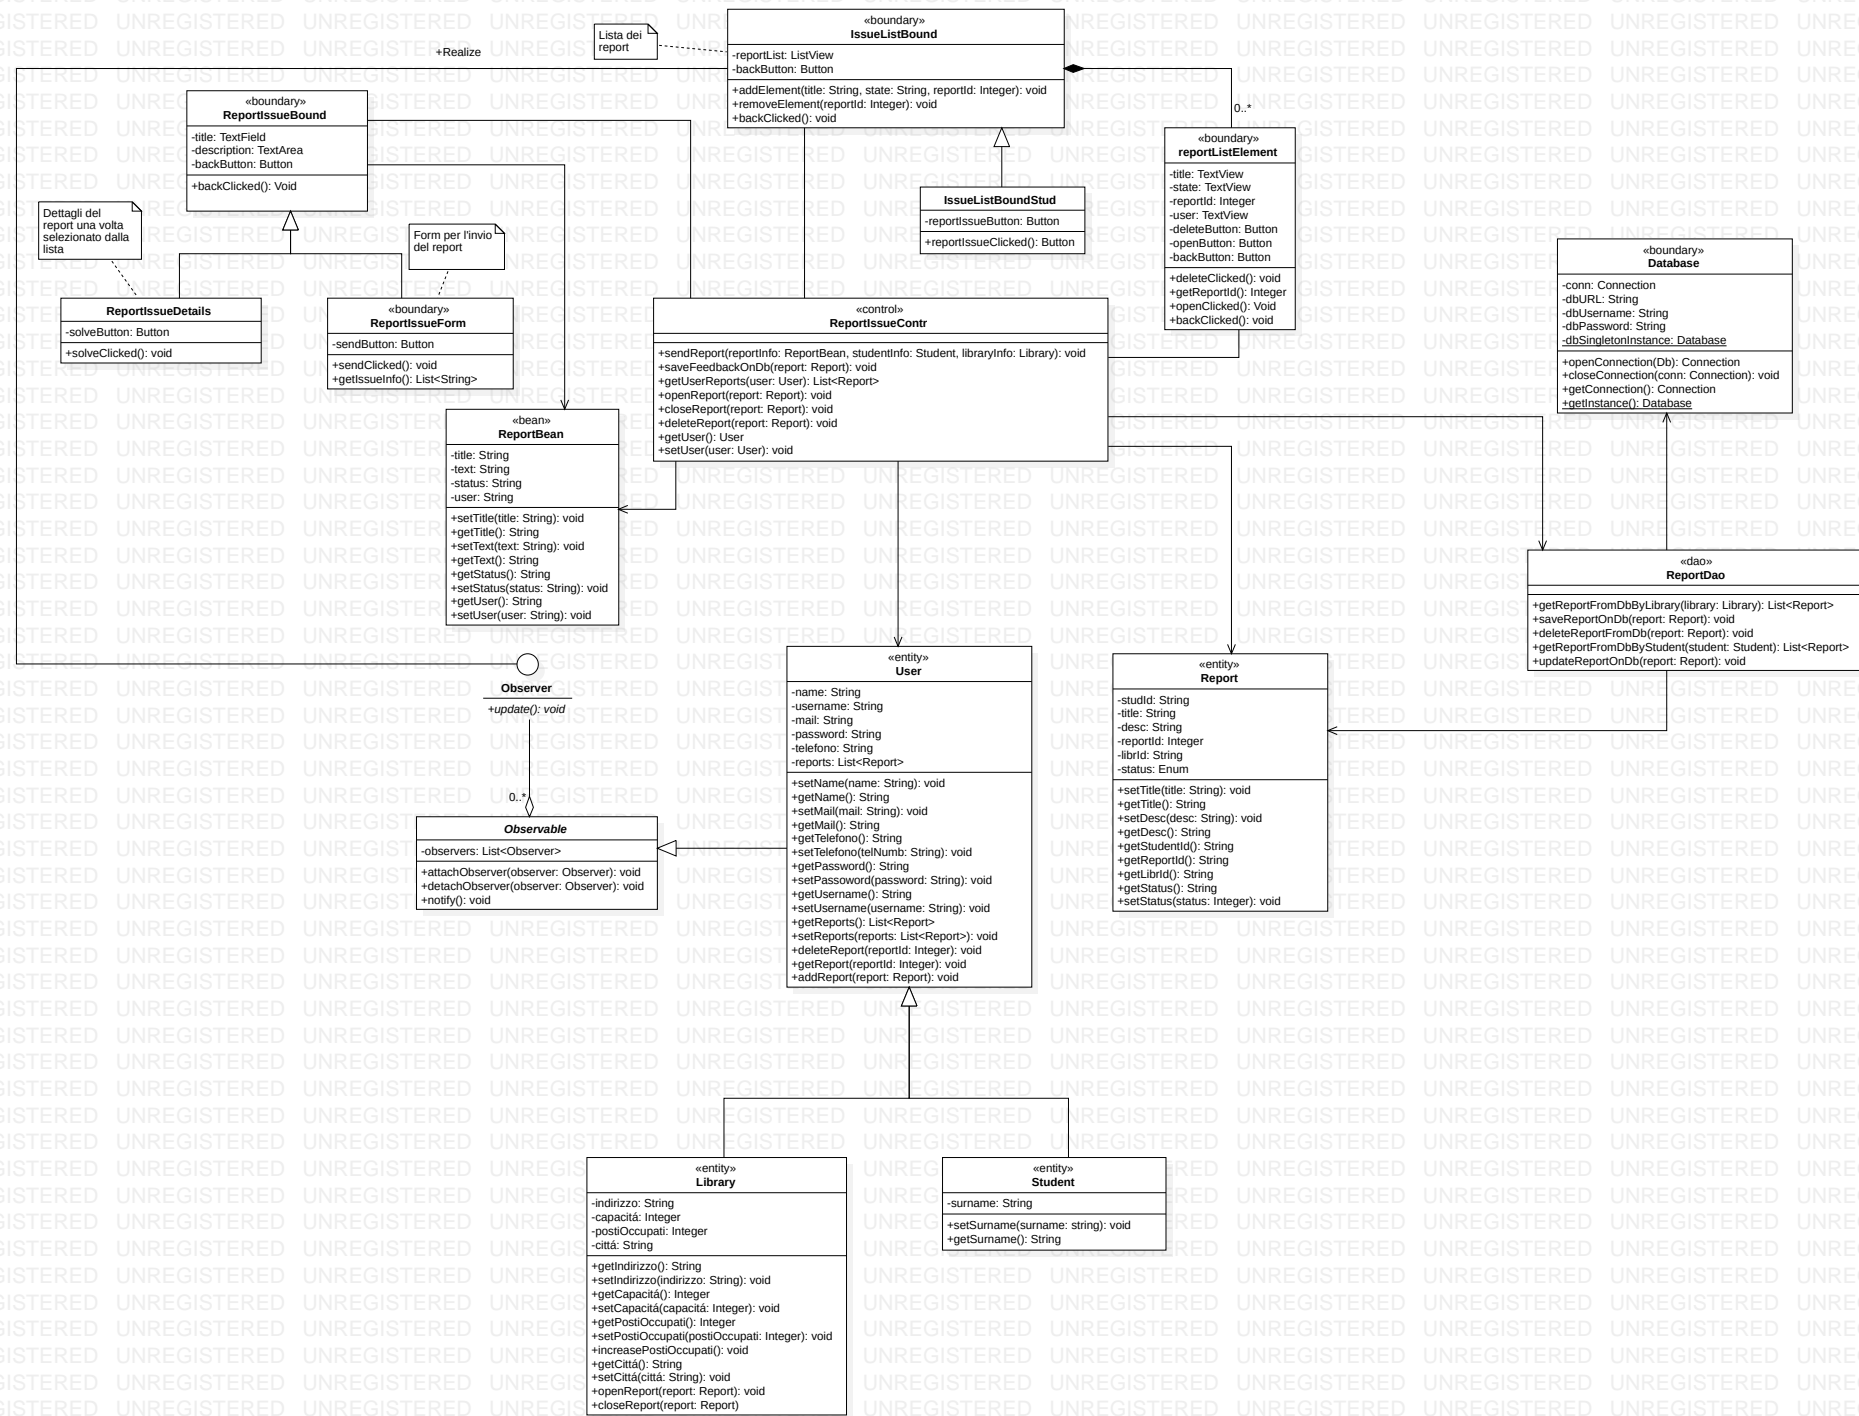 «boundary»
IssueListBound
-reportList: ListView
-backButton: Button
+addElement(title: String, state: String, reportId: Integer): void
+removeElement(reportId: Integer): void
+backClicked(): void
Lista dei
report
+Realize
0..*
«boundary»
ReportIssueBound
-title: TextField
-description: TextArea
-backButton: Button
+backClicked(): Void
«boundary»
reportListElement
-title: TextView
-state: TextView
-reportId: Integer
-user: TextView
-deleteButton: Button
-openButton: Button
-backButton: Button
+deleteClicked(): void
+getReportId(): Integer
+openClicked(): Void
+backClicked(): void
IssueListBoundStud
-reportIssueButton: Button
+reportIssueClicked(): Button
Dettagli del
report una volta
selezionato dalla
lista
Form per l'invio
del report
«boundary»
Database
-conn: Connection
-dbURL: String
-dbUsername: String
-dbPassword: String
-dbSingletonInstance: Database
+openConnection(Db): Connection
+closeConnection(conn: Connection): void
+getConnection(): Connection
+getInstance(): Database
ReportIssueDetails
-solveButton: Button
+solveClicked(): void
«boundary»
ReportIssueForm
-sendButton: Button
+sendClicked(): void
+getIssueInfo(): List<String>
«control»
ReportIssueContr
+sendReport(reportInfo: ReportBean, studentInfo: Student, libraryInfo: Library): void
+saveFeedbackOnDb(report: Report): void
+getUserReports(user: User): List<Report>
+openReport(report: Report): void
+closeReport(report: Report): void
+deleteReport(report: Report): void
+getUser(): User
+setUser(user: User): void
«bean»
ReportBean
-title: String
-text: String
-status: String
-user: String
+setTitle(title: String): void
+getTitle(): String
+setText(text: String): void
+getText(): String
+getStatus(): String
+setStatus(status: String): void
+getUser(): String
+setUser(user: String): void
«dao»
ReportDao
+getReportFromDbByLibrary(library: Library): List<Report>
+saveReportOnDb(report: Report): void
+deleteReportFromDb(report: Report): void
+getReportFromDbByStudent(student: Student): List<Report>
+updateReportOnDb(report: Report): void
Observer
+update(): void
0..*
Observable
-observers: List<Observer>
+attachObserver(observer: Observer): void
+detachObserver(observer: Observer): void
+notify(): void
«entity»
User
-name: String
-username: String
-mail: String
-password: String
-telefono: String
-reports: List<Report>
+setName(name: String): void
+getName(): String
+setMail(mail: String): void
+getMail(): String
+getTelefono(): String
+setTelefono(telNumb: String): void
+getPassword(): String
+setPassoword(password: String): void
+getUsername(): String
+setUsername(username: String): void
+getReports(): List<Report>
+setReports(reports: List<Report>): void
+deleteReport(reportId: Integer): void
+getReport(reportId: Integer): void
+addReport(report: Report): void
«entity»
Report
-studId: String
-title: String
-desc: String
-reportId: Integer
-librId: String
-status: Enum
+setTitle(title: String): void
+getTitle(): String
+setDesc(desc: String): void
+getDesc(): String
+getStudentId(): String
+getReportId(): String
+getLibrId(): String
+getStatus(): String
+setStatus(status: Integer): void
«entity»
Library
-indirizzo: String
-capacitá: Integer
-postiOccupati: Integer
-cittá: String
+getIndirizzo(): String
+setIndirizzo(indirizzo: String): void
+getCapacitá(): Integer
+setCapacitá(capacitá: Integer): void
+getPostiOccupati(): Integer
+setPostiOccupati(postiOccupati: Integer): void
+increasePostiOccupati(): void
+getCittá(): String
+setCittá(cittá: String): void
+openReport(report: Report): void
+closeReport(report: Report)
«entity»
Student
-surname: String
+setSurname(surname: string): void
+getSurname(): String
UNREGISTERED